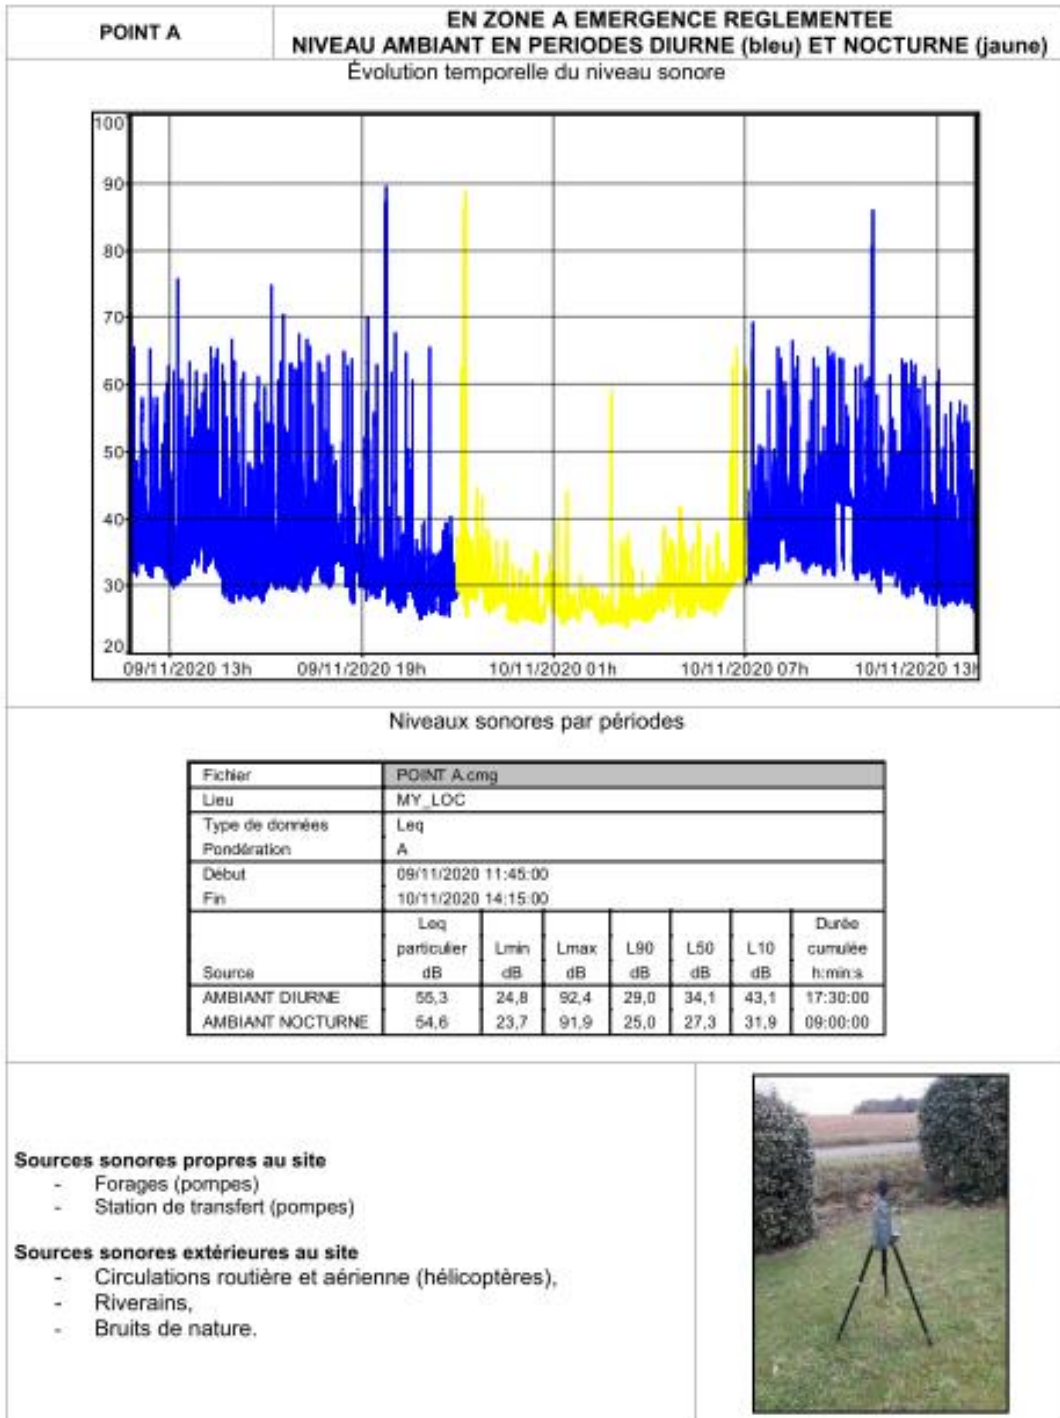 POINT A
EN ZONE A EMERGENCE REGLEMENTEE
NIVEAU AMBIANT EN PERIODES DIURNE (bleu) ET NOCTURNE (jaune)
Évolution temporelle du niveau sonore
100
90
80
70
60
50
40
30
20
09/11/2020 13h 09/11/2020 19h 10/11/2020 01h 10/11/2020 07h 10/11/2020 13h
Niveaux sonores par périodes
Fichier POINT A.cmg
Lieu MY_LOC
Type de données Leq
Pondération A
Début 09/11/2020 11:45:00
Fin 10/11/2020 14:15:00
Leq Durée
particulier Lmin Lmax L90 L50 L10 cumulée
Source dB dB dB dB dB dB h:min:s
AMBIANT DIURNE 55,3 24,8 92,4 29,0 34,1 43,1 17:30:00
AMBIANT NOCTURNE 54,6 23,7 91,9 25,0 27,3 31,9 09:00:00
Sources sonores propres au site
- Forages (pompes)
- Station de transfert (pompes)
Sources sonores extérieures au site
- Circulations routière et aérienne (hélicoptères),
- Riverains,
- Bruits de nature.